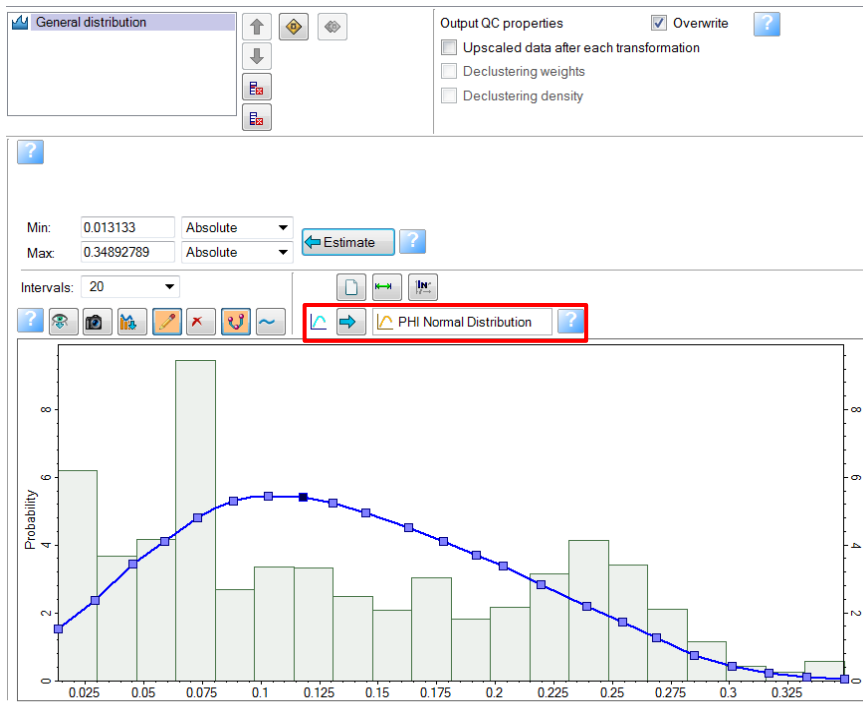 General distribution
Output QC properties Overwrite ?
Upscaled data after each transformation
Declustering weights
Declustering density
?
Min: 0.013133 Absolute
Estimate ?
Max: 0.34892789 Absolute
Intervals: 20
? PHI Normal Distribution ?
Probability
0 2 4 6 8
0 2 4 6 8
0.025 0.05 0.075 0.1 0.125 0.15 0.175 0.2 0.225 0.25 0.275 0.3 0.325